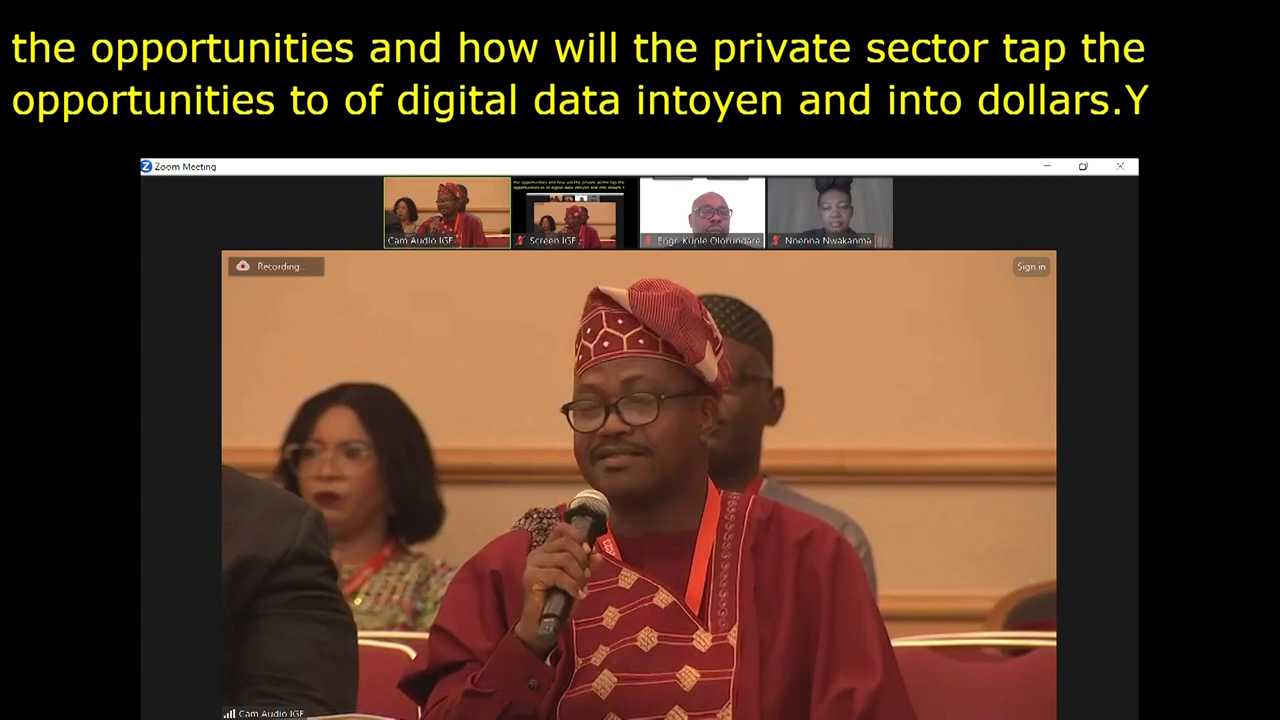 the opportunities and how will the private sector tap the
opportunities to of digital data intoyen and into dollars.Y
Zoom Meeting
Cam Audio IGF
Screen IGF
Engr. Kunle Olorundare
Nnenna Nwakanma
Recording...
Sign in
Cam Audio IGF